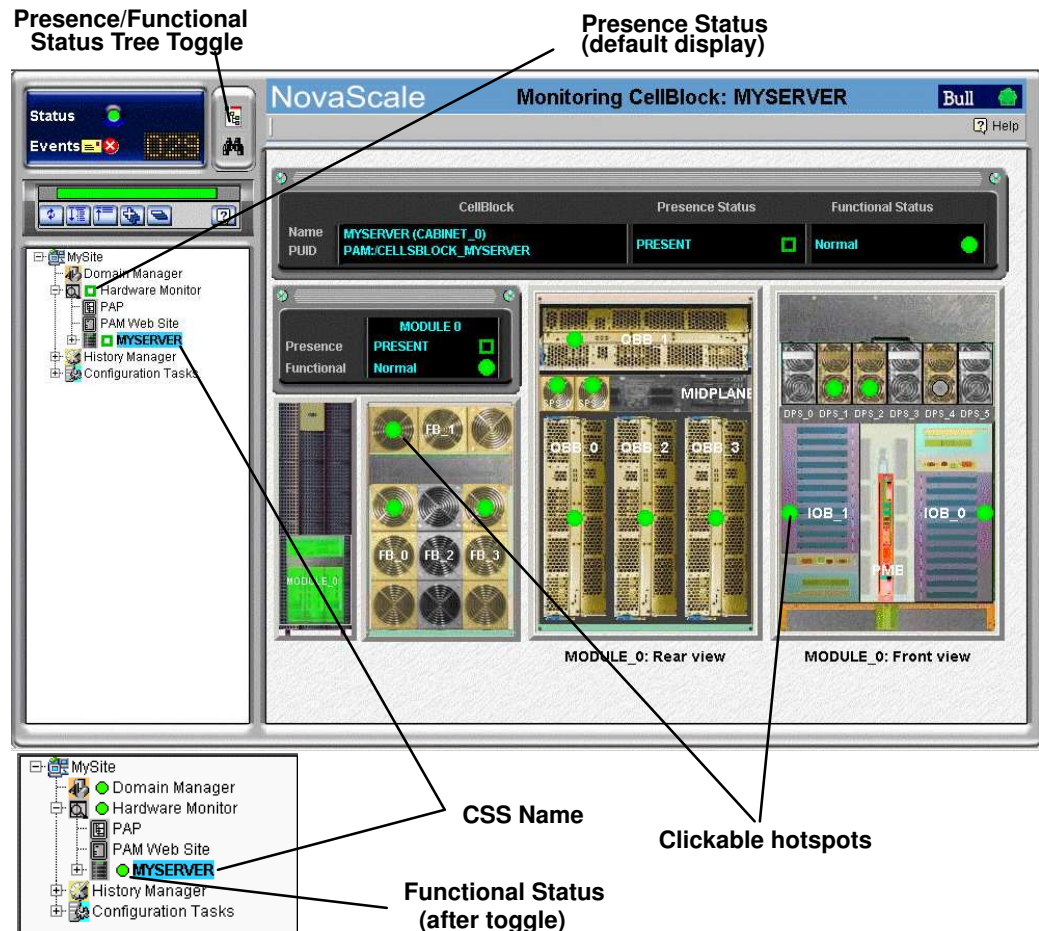 Presence/Functional
Status Tree Toggle
Presence Status
(default display)
Status
Events
029
NovaScale
Monitoring CellBlock: MYSERVER
Bull
? Help
CellBlock
Presence Status
Functional Status
Name
MYSERVER (CABINET_0)
PUID
PAM:/CELLSBLOCK_MYSERVER
PRESENT
Normal
MySite
Domain Manager
Hardware Monitor
PAP
PAM Web Site
MYSERVER
History Manager
Configuration Tasks
MODULE 0
Presence
PRESENT
Functional
Normal
MODULE_0
FB_1
FB_0
FB_2
FB_3
QBB_1
SPS_0
SPS_1
MIDPLANE
QBB_0
QBB_2
QBB_3
MODULE_0: Rear view
DPS_0
DPS_1
DPS_2
DPS_3
DPS_4
DPS_5
IOB_1
IOB_0
PMB
MODULE_0: Front view
MySite
Domain Manager
Hardware Monitor
PAP
PAM Web Site
MYSERVER
History Manager
Configuration Tasks
CSS Name
Clickable hotspots
Functional Status
(after toggle)